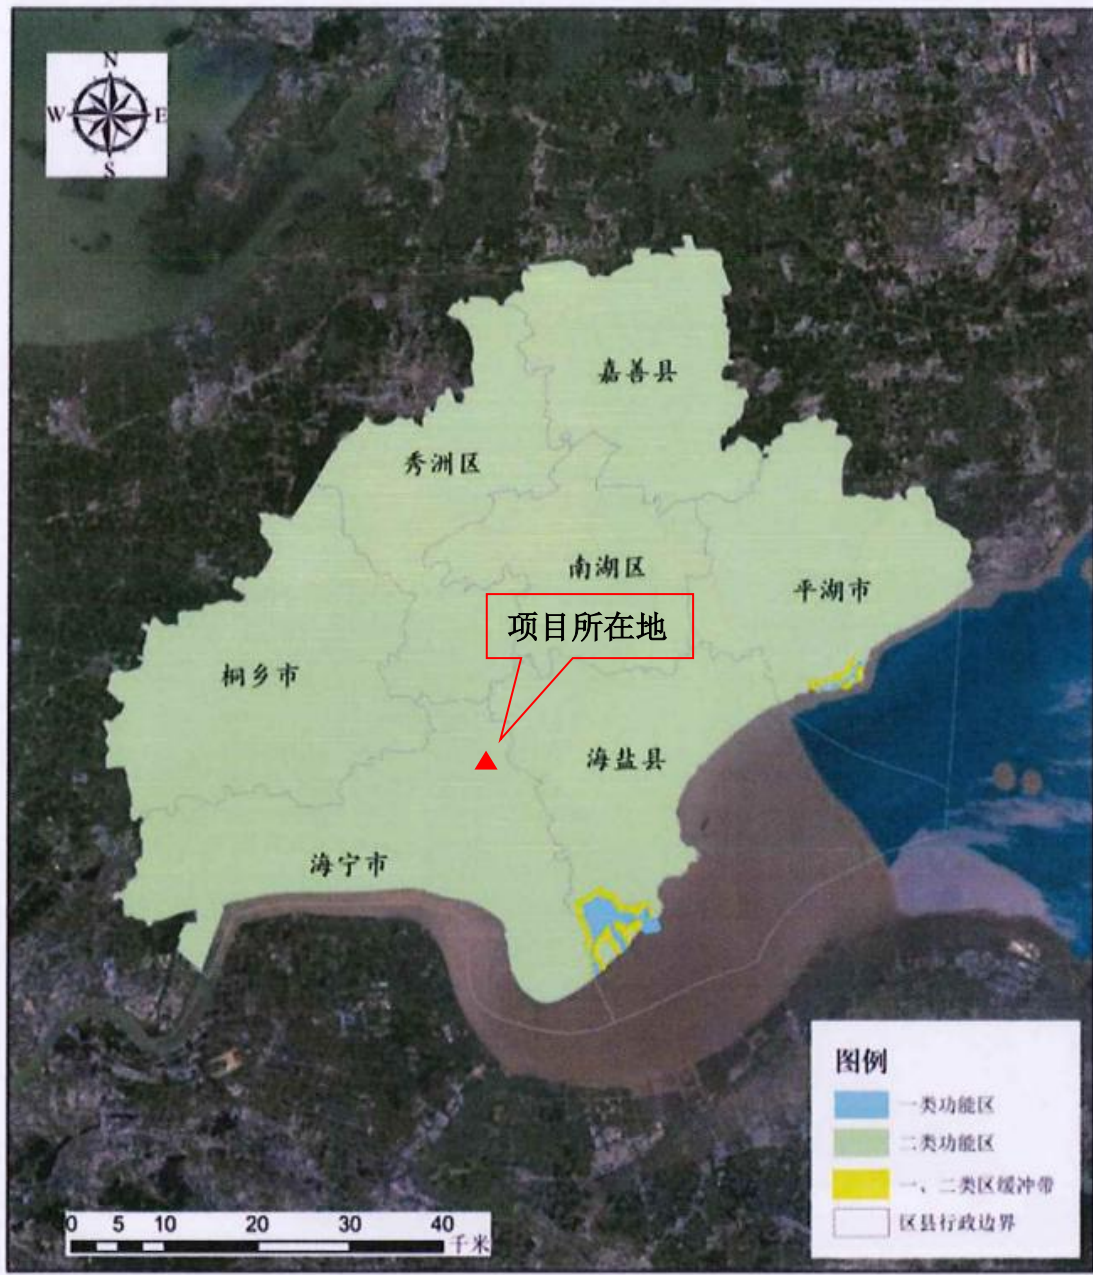 N
W
E
S
嘉善县
秀洲区
南湖区
平湖市
项目所在地
桐乡市
海盐县
海宁市
图例
一类功能区
二类功能区
一、二类区缓冲带
区县行政边界
0 5 10 20 30 40
千米